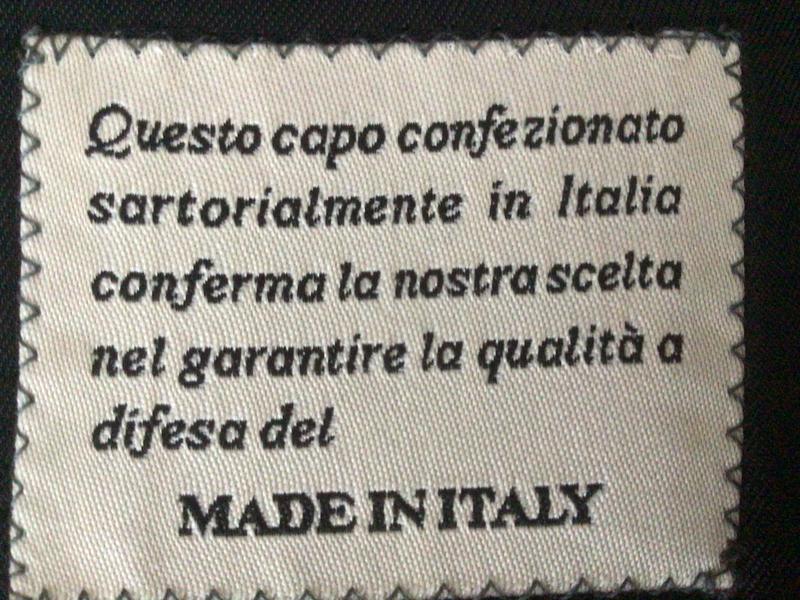 Questo capo confezionato
sartorialmente in Italia
conferma la nostra scelta
nel garantire la qualità a
difesa del
MADE IN ITALY